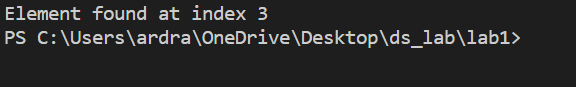 Element found at index 3
PS C:\Users\ardra\OneDrive\Desktop\ds_lab\lab1>